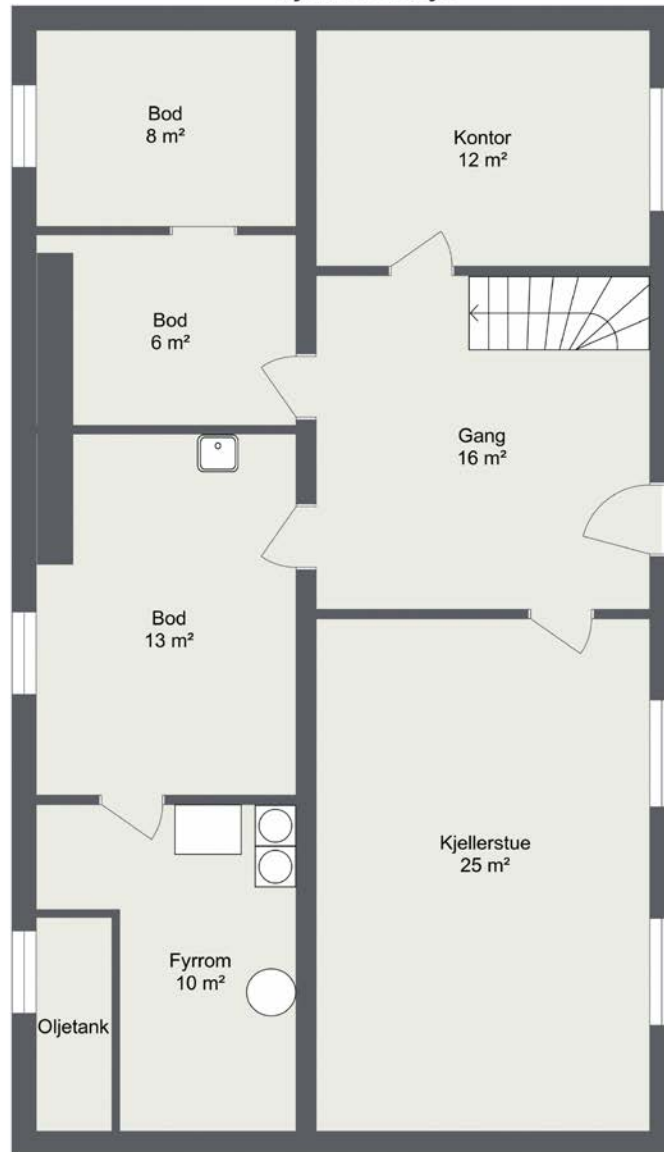 Bod
8 m²
Kontor
12 m²
Bod
6 m²
Gang
16 m²
Bod
13 m²
Kjellerstue
25 m²
Fyrrom
10 m²
Oljetank